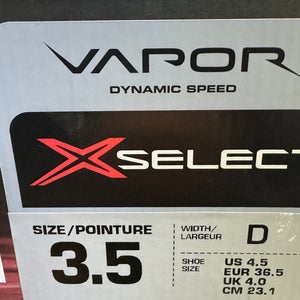 VAPOR
DYNAMIC SPEED
X SELECT
SIZE/POINTURE
3.5
WIDTH/
LARGEUR
D
SHOE
SIZE
US 4.5
EUR 36.5
UK 4.0
CM 23.1